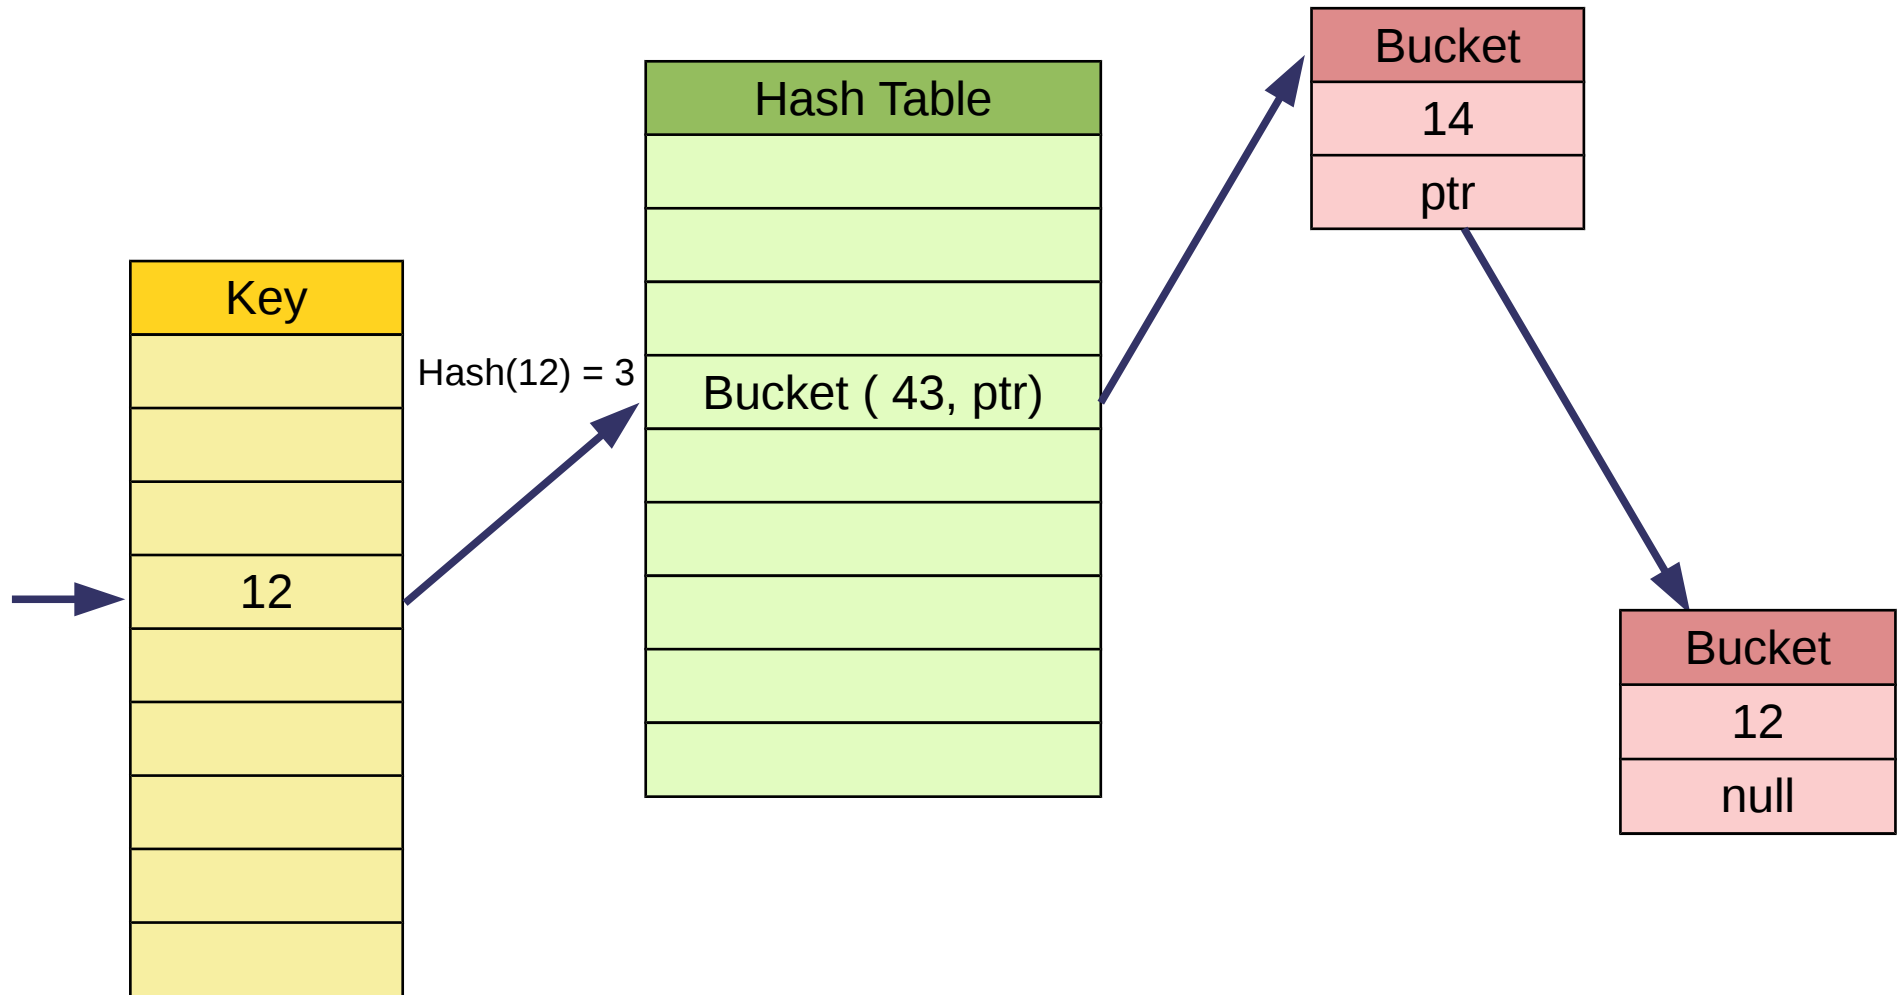 Key
12
Hash(12) = 3
Hash Table
Bucket ( 43, ptr)
Bucket
14
ptr
Bucket
12
null